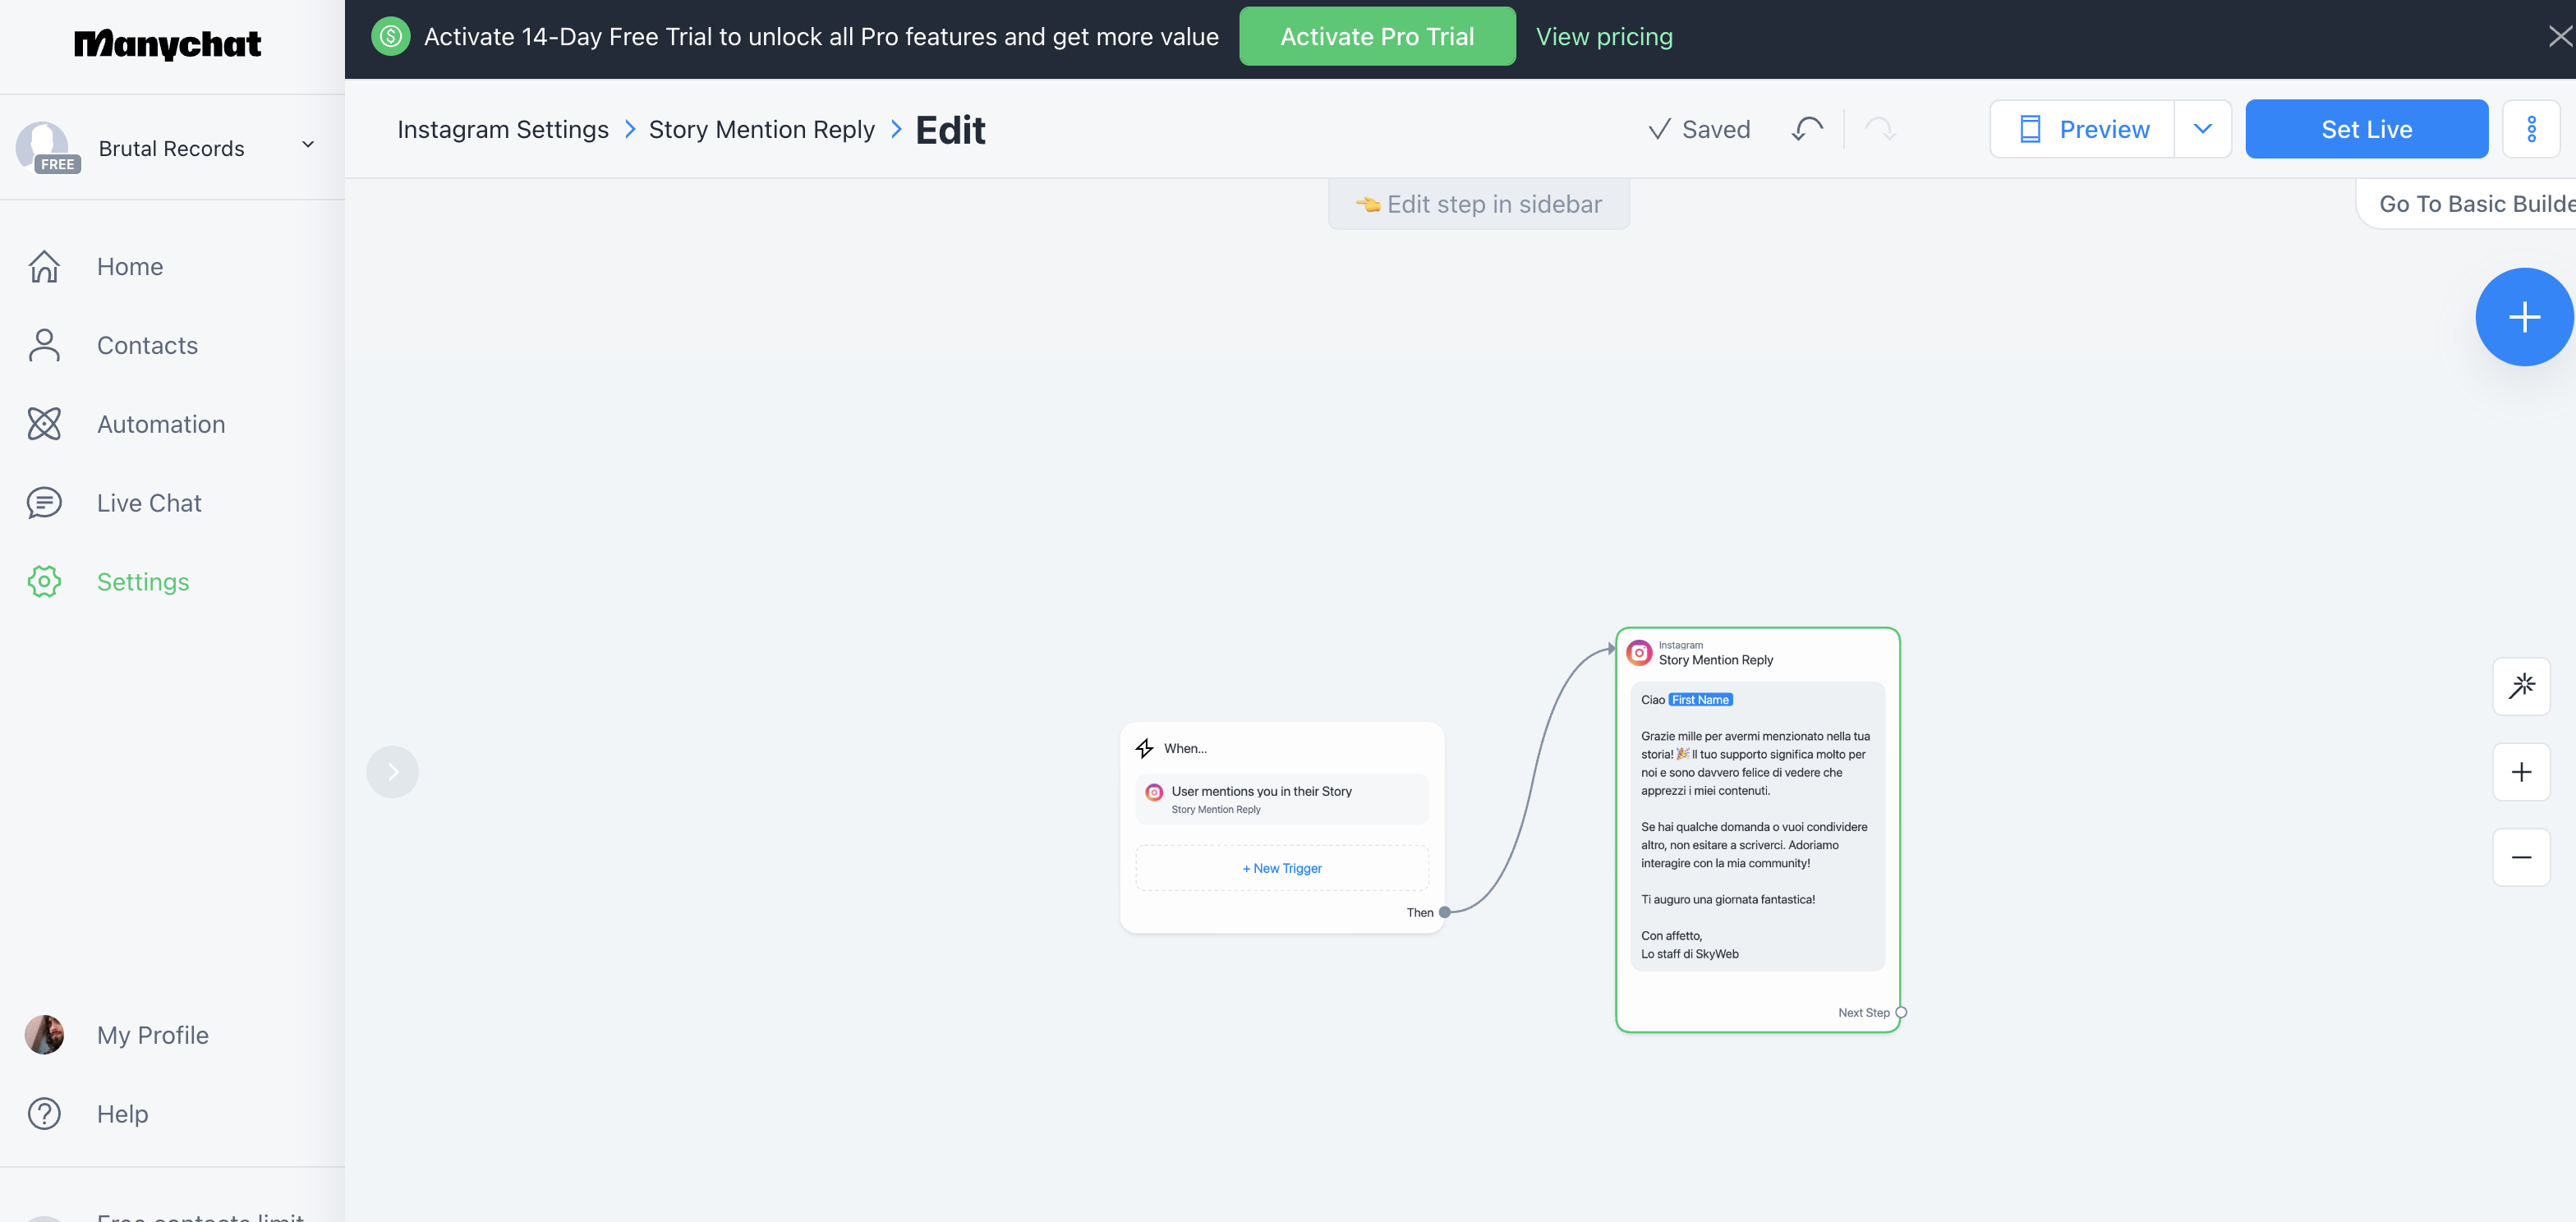 Manychat
Activate 14-Day Free Trial to unlock all Pro features and get more value
Activate Pro Trial
View pricing
FREE
Brutal Records
Instagram Settings
Story Mention Reply
Edit
Saved
Preview
Set Live
Edit step in sidebar
Go To Basic Builde
Home
Contacts
Automation
Live Chat
Settings
When...
User mentions you in their Story
Story Mention Reply
+ New Trigger
Then
Instagram
Story Mention Reply
Ciao First Name
Grazie mille per avermi menzionato nella tua
storia! 🎉 Il tuo supporto significa molto per
noi e sono davvero felice di vedere che
apprezzi i miei contenuti.
Se hai qualche domanda o vuoi condividere
altro, non esitare a scriverci. Adoriamo
interagire con la mia community!
Ti auguro una giornata fantastica!
Con affetto,
Lo staff di SkyWeb
Next Step
My Profile
Help
Free contacts limit